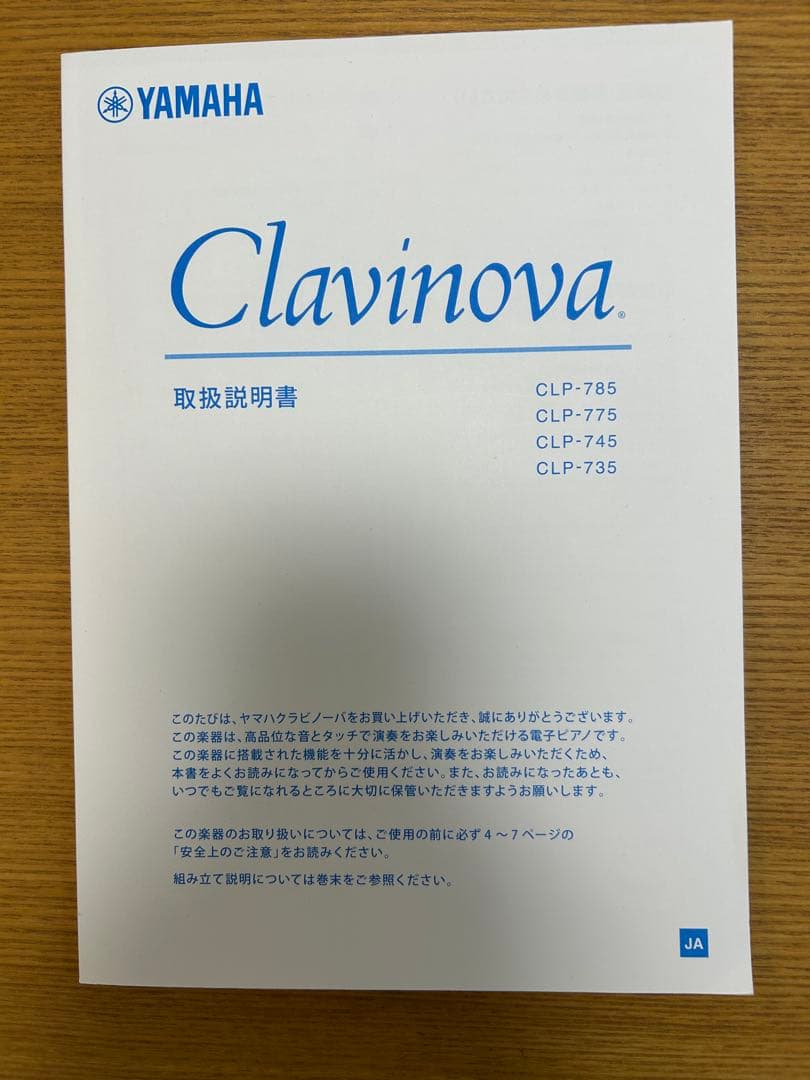 YAMAHA
Clavinova®
取扱説明書
CLP-785
CLP-775
CLP-745
CLP-735
このたびは、ヤマハクラビノーバをお買い上げいただき、誠にありがとうございます。
この楽器は、高品位な音とタッチで演奏をお楽しみいただける電子ピアノです。
この楽器に搭載された機能を十分に活かし、演奏をお楽しみいただくため、
本書をよくお読みになってからご使用ください。また、お読みになったあとも、
いつでもご覧になれるところに大切に保管いただきますようお願いします。
この楽器のお取り扱いについては、ご使用の前に必ず4～7ページの
「安全上のご注意」をお読みください。
組み立て説明については巻末をご参照ください。
JA